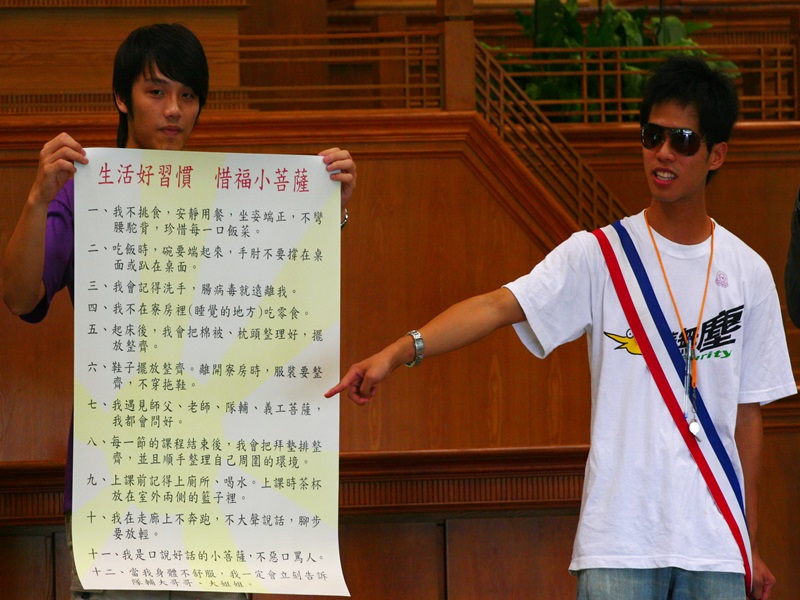 生活好習慣 惜福小菩薩
一、我不挑食，安靜用餐，坐姿端正，不彎
腰駝背，珍惜每一口飯菜。
二、吃飯時，碗要端起來，手肘不要撐在桌
面或趴在桌面。
三、我會記得洗手，腸病毒就遠離我。
四、我不在寮房裡(睡覺的地方)吃零食。
五、起床後，我會把棉被、枕頭整理好，擺
放整齊。
六、鞋子擺放整齊。離開寮房時，服裝要整
齊，不穿拖鞋。
七、我遇見師父、老師、隊輔、義工菩薩，
我都會問好。
八、每一節的課程結束後，我會把拜墊排整
齊，並且順手整理自己周圍的環境。
九、上課前記得上廁所、喝水。上課時茶杯
放在室外兩側的籃子裡。
十、我在走廊上不奔跑，不大聲說話，腳步
要放輕。
十一、我是口說好話的小菩薩，不惡口罵人。
十二、當我身體不舒服，我一定會立刻告訴
隊輔大哥哥、大姐姐。
塵